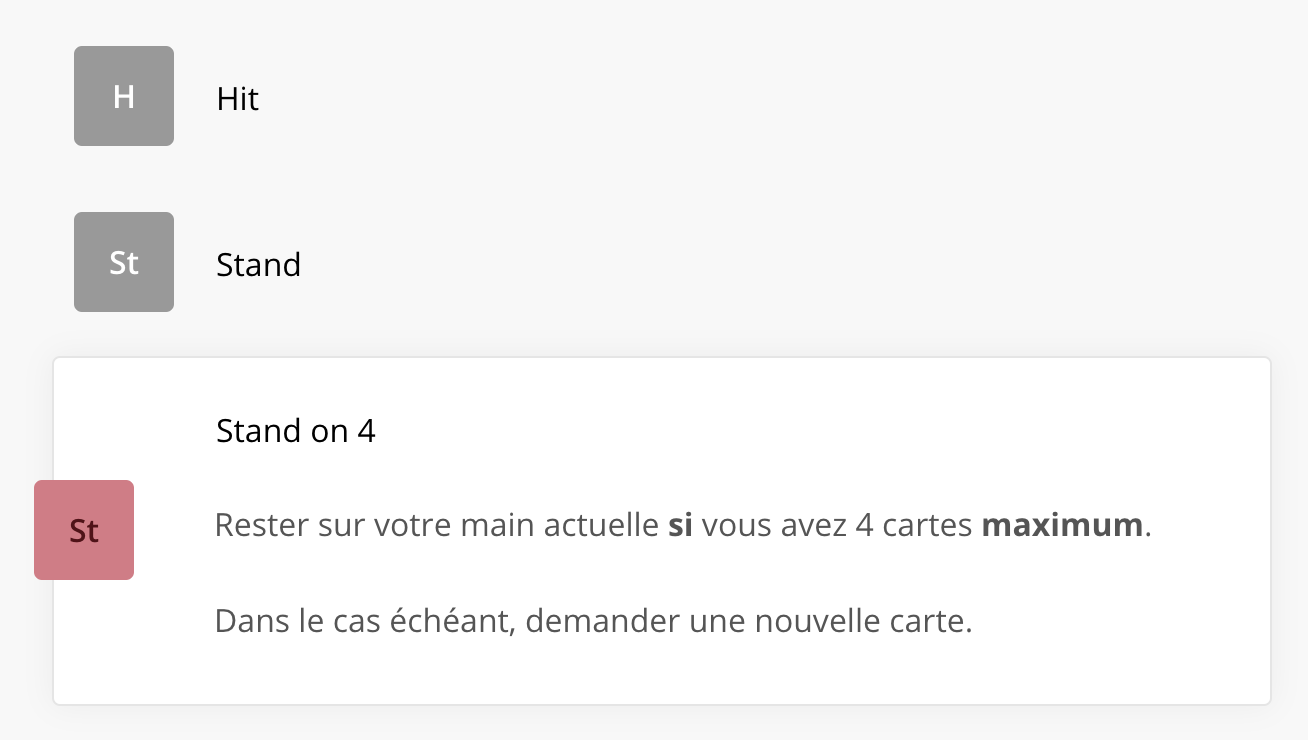 H
Hit
St
Stand
Stand on 4
St
Rester sur votre main actuelle si vous avez 4 cartes maximum.
Dans le cas échéant, demander une nouvelle carte.